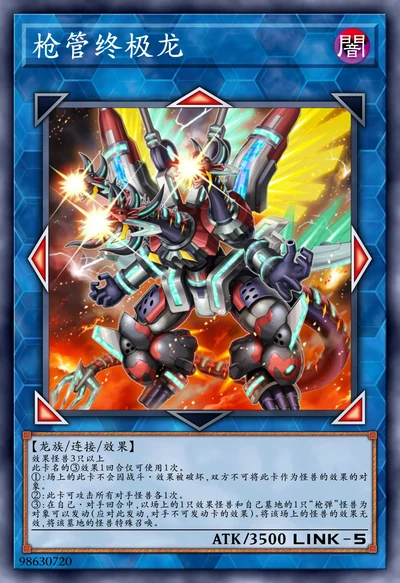 枪管终极龙
闇
【龙族/连接/效果】
效果怪兽3只以上
此卡名的③效果1回合仅可使用1次。
①:场上的此卡不会因战斗·效果被破坏,双方不可将此卡作为怪兽的效果的对
象。
②:此卡可攻击所有对手怪兽各1次。
③:在自己·对手回合中,以场上的1只效果怪兽和自己墓地的1只"枪弹"怪兽为
对象可以发动(应对此发动,对手不可发动卡的效果),将该场上的怪兽的效果无
效,将该墓地的怪兽特殊召唤。
ATK/3500 LINK-5
98630720